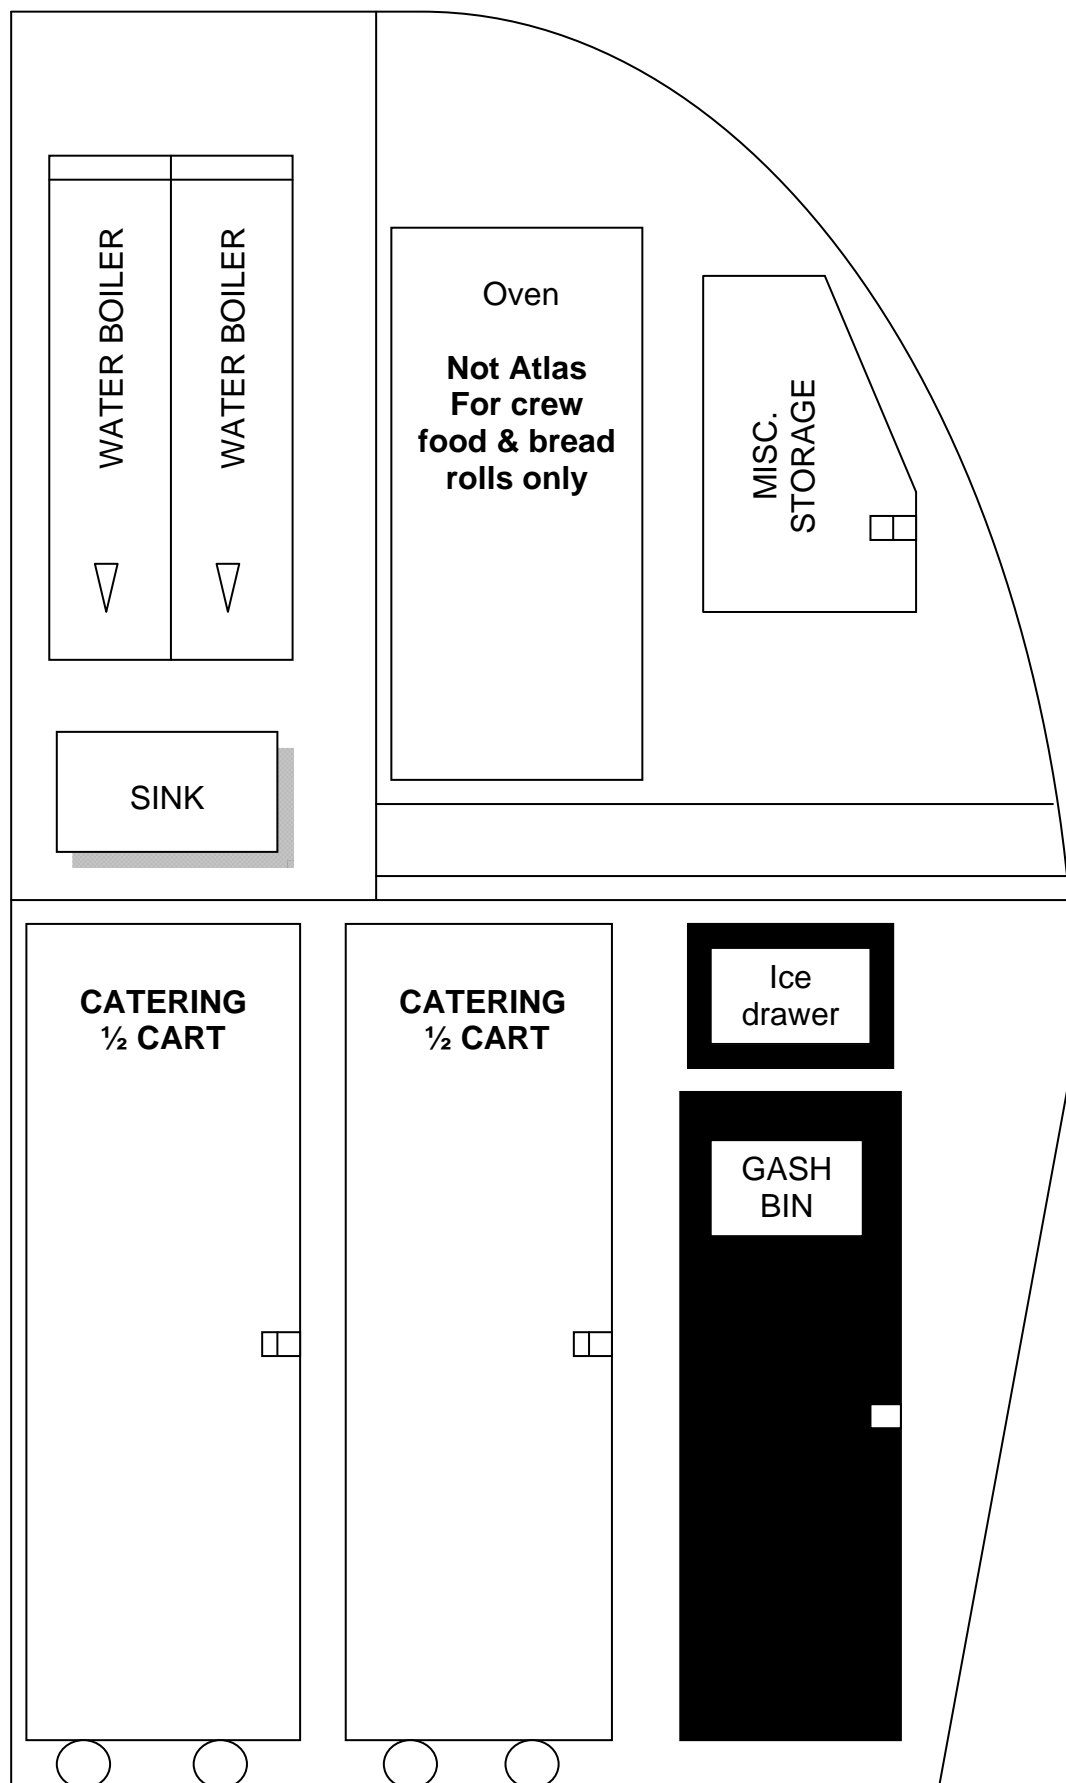 WATER BOILER
WATER BOILER
Oven
Not Atlas
For crew
food & bread
rolls only
MISC.
STORAGE
SINK
CATERING
½ CART
CATERING
½ CART
Ice
drawer
GASH
BIN